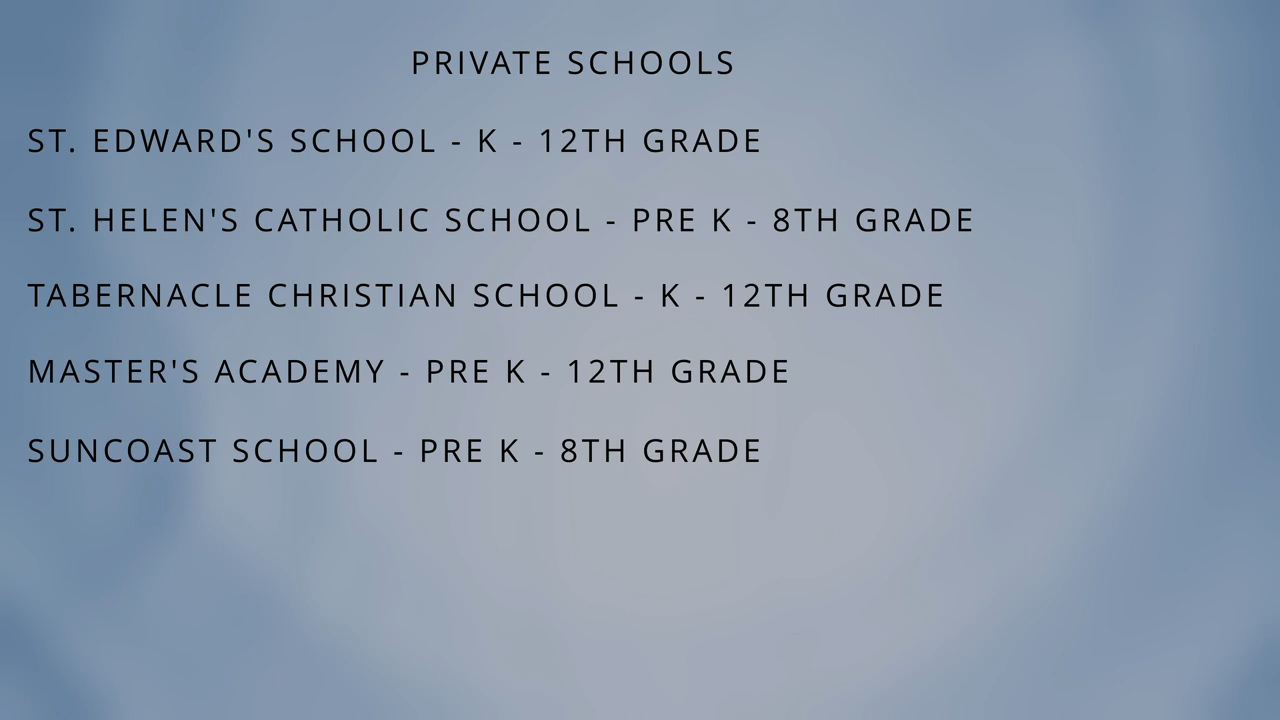 PRIVATE SCHOOLS
ST. EDWARD'S SCHOOL - K - 12TH GRADE
ST. HELEN'S CATHOLIC SCHOOL - PRE K - 8TH GRADE
TABERNACLE CHRISTIAN SCHOOL - K - 12TH GRADE
MASTER'S ACADEMY - PRE K - 12TH GRADE
SUNCOAST SCHOOL - PRE K - 8TH GRADE